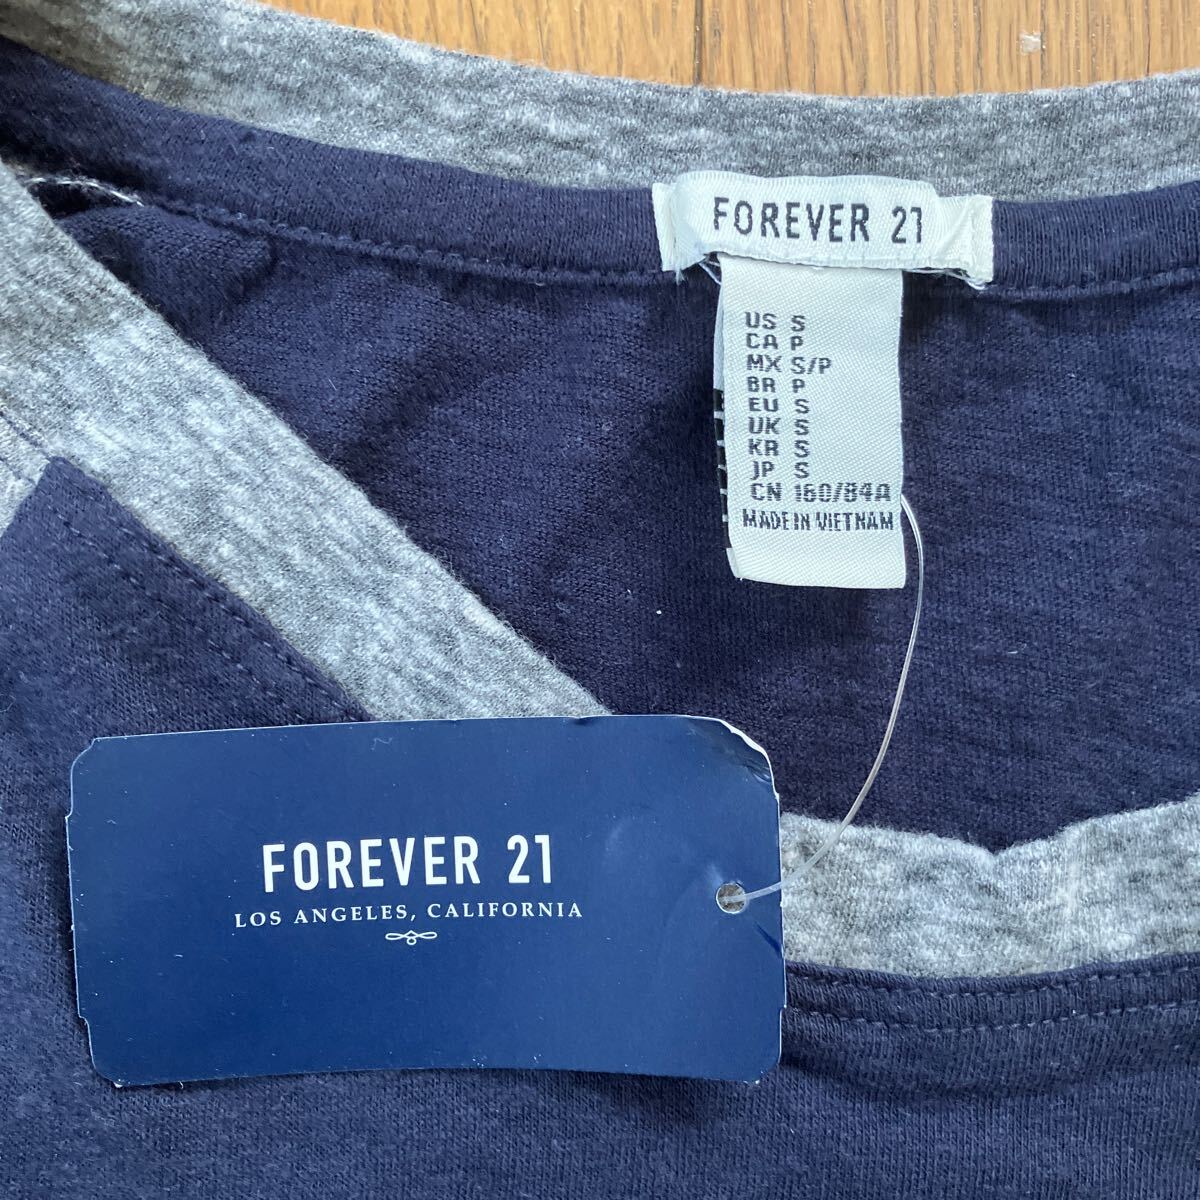 FOREVER 21
US S
CA P
MX S/P
BR P
EU S
UK S
KR S
JP S
CN 160/84A
MADE IN VIETNAM
FOREVER 21
LOS ANGELES, CALIFORNIA